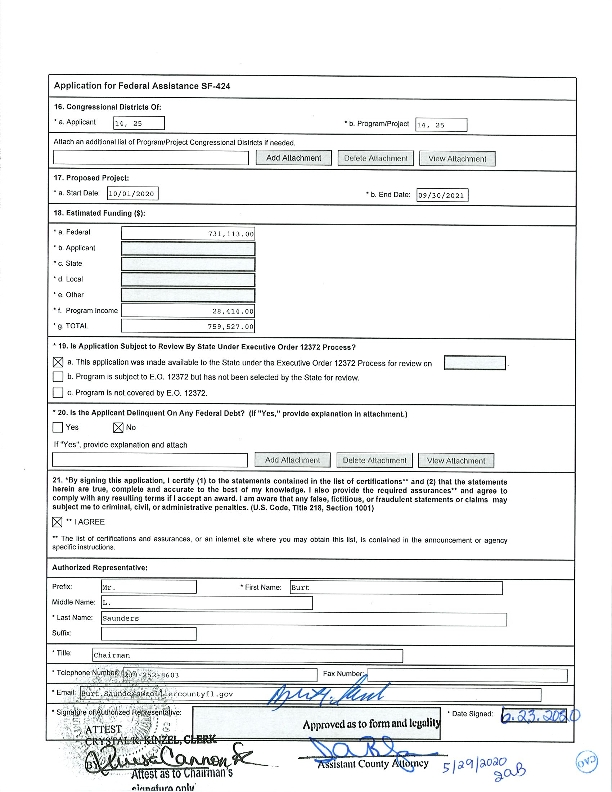 Application for Federal Assistance SF-424
16. Congressional Districts Of:
* a. Applicant 14, 25 * b. Program/Project 14, 25
Attach an additional list of Program/Project Congressional Districts if needed.
Add Attachment Delete Attachment View Attachment
17. Proposed Project:
* a. Start Date: 10/01/2020 * b. End Date: 09/30/2021
18. Estimated Funding ($):
* a. Federal 731,113.00
* b. Applicant
* c. State
* d. Local
* e. Other
* f. Program Income 28,414.00
* g. TOTAL 759,527.00
* 19. Is Application Subject to Review By State Under Executive Order 12372 Process?
a. This application was made available to the State under the Executive Order 12372 Process for review on .
b. Program is subject to E.O. 12372 but has not been selected by the State for review.
c. Program is not covered by E.O. 12372.
* 20. Is the Applicant Delinquent On Any Federal Debt? (If "Yes," provide explanation in attachment.)
Yes No
If "Yes", provide explanation and attach
Add Attachment Delete Attachment View Attachment
21. *By signing this application, I certify (1) to the statements contained in the list of certifications** and (2) that the statements
herein are true, complete and accurate to the best of my knowledge. I also provide the required assurances** and agree to
comply with any resulting terms if I accept an award. I am aware that any false, fictitious, or fraudulent statements or claims may
subject me to criminal, civil, or administrative penalties. (U.S. Code, Title 218, Section 1001)
** I AGREE
** The list of certifications and assurances, or an internet site where you may obtain this list, is contained in the announcement or agency
specific instructions.
Authorized Representative:
Prefix: Mr. * First Name: Burt
Middle Name: L.
* Last Name: Saunders
Suffix:
* Title: Chairman
* Telephone Number: 252-8603 Fax Number:
* Email:
* Signature of Authorized Representative: * Date Signed: 6.23.2020
ATTEST
CRYSTAL K. KINZEL, CLERK
Approved as to form and legality
Assistant County Attorney 5/29/2020
Attest as to Chairman's
signature only